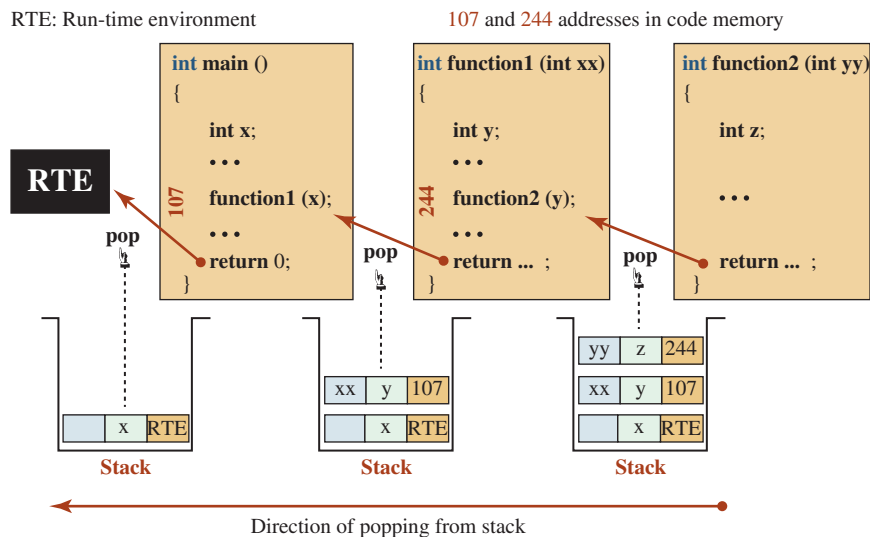 RTE: Run-time environment
107 and 244 addresses in code memory
int main ()
{
int x;
• • •
107
function1 (x);
• • •
return 0;
}
int function1 (int xx)
{
int y;
• • •
244
function2 (y);
• • •
return ... ;
}
int function2 (int yy)
{
int z;
• • •
return ... ;
}
RTE
pop
pop
pop
x RTE
Stack
xx y 107
x RTE
Stack
yy z 244
xx y 107
x RTE
Stack
Direction of popping from stack